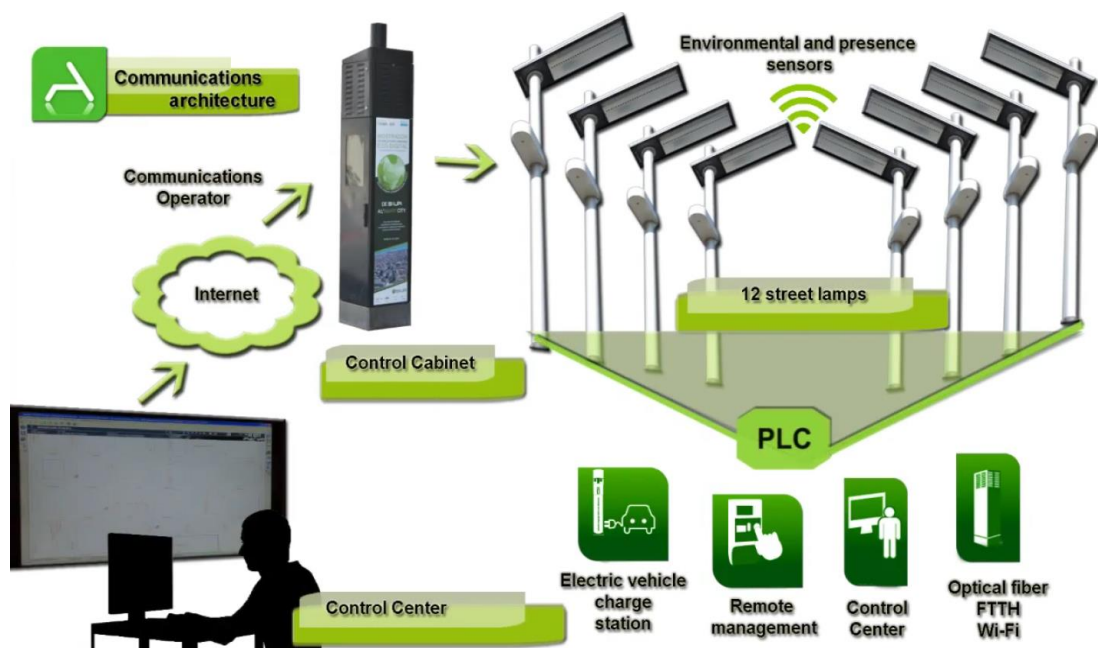 Communications
architecture
Environmental and presence
sensors
Communications
Operator
Internet
12 street lamps
Control Cabinet
PLC
Control Center
Electric vehicle
charge
station
Remote
management
Control
Center
Optical fiber
FTTH
Wi-Fi